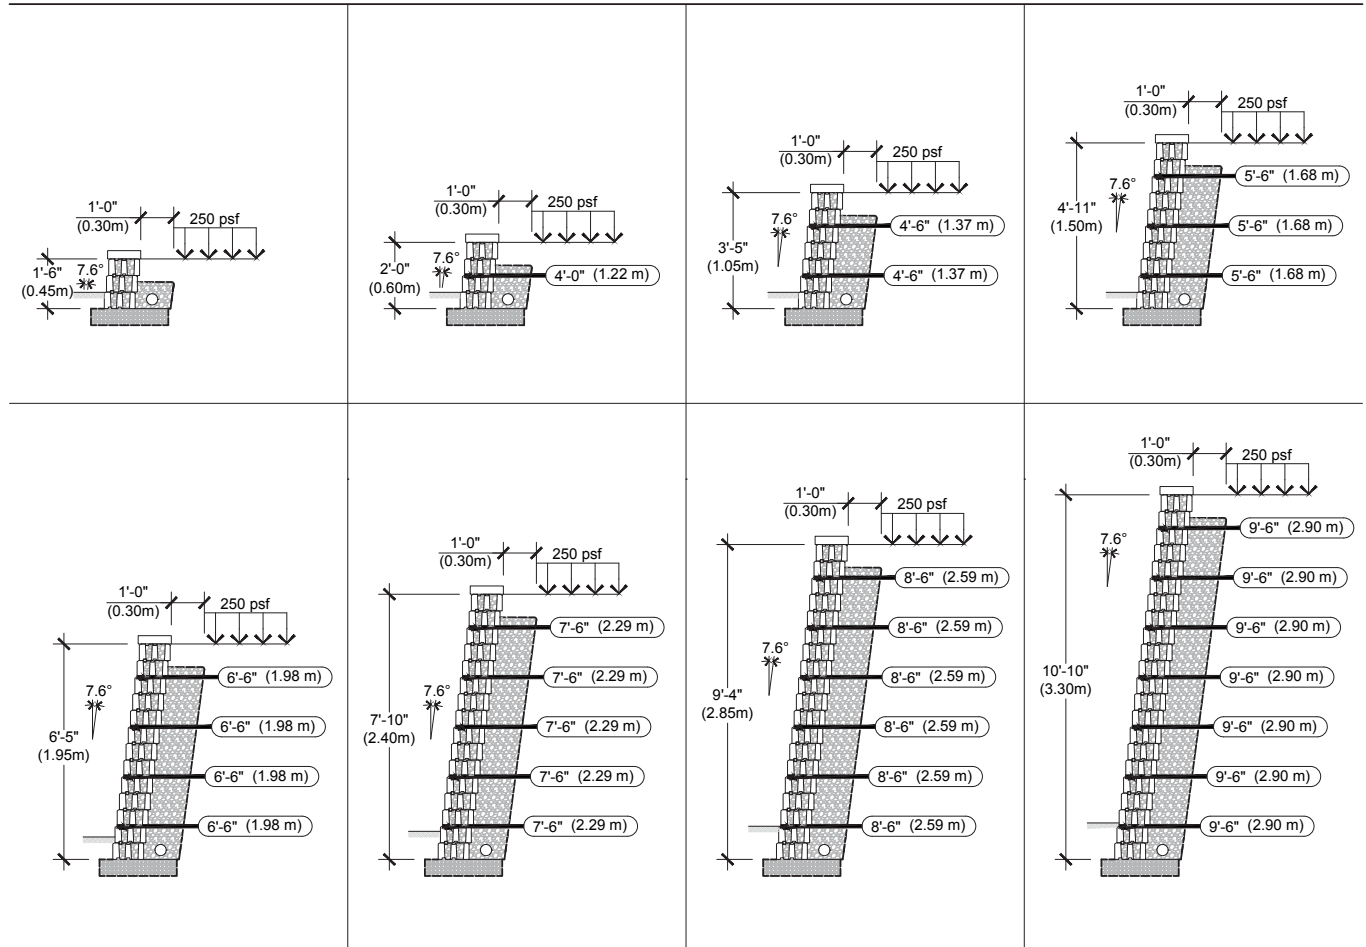 1'-0"
(0.30m)
250 psf
1'-6"
(0.45m)
7.6°
1'-0"
(0.30m)
250 psf
2'-0"
(0.60m)
7.6°
4'-0" (1.22 m)
1'-0"
(0.30m)
250 psf
3'-5"
(1.05m)
7.6°
4'-6" (1.37 m)
4'-6" (1.37 m)
1'-0"
(0.30m)
250 psf
4'-11"
(1.50m)
7.6°
5'-6" (1.68 m)
5'-6" (1.68 m)
5'-6" (1.68 m)
1'-0"
(0.30m)
250 psf
7.6°
6'-5"
(1.95m)
6'-6" (1.98 m)
6'-6" (1.98 m)
6'-6" (1.98 m)
6'-6" (1.98 m)
1'-0"
(0.30m)
250 psf
7.6°
7'-10"
(2.40m)
7'-6" (2.29 m)
7'-6" (2.29 m)
7'-6" (2.29 m)
7'-6" (2.29 m)
7'-6" (2.29 m)
1'-0"
(0.30m)
250 psf
7.6°
9'-4"
(2.85m)
8'-6" (2.59 m)
8'-6" (2.59 m)
8'-6" (2.59 m)
8'-6" (2.59 m)
8'-6" (2.59 m)
8'-6" (2.59 m)
1'-0"
(0.30m)
250 psf
7.6°
10'-10"
(3.30m)
9'-6" (2.90 m)
9'-6" (2.90 m)
9'-6" (2.90 m)
9'-6" (2.90 m)
9'-6" (2.90 m)
9'-6" (2.90 m)
9'-6" (2.90 m)